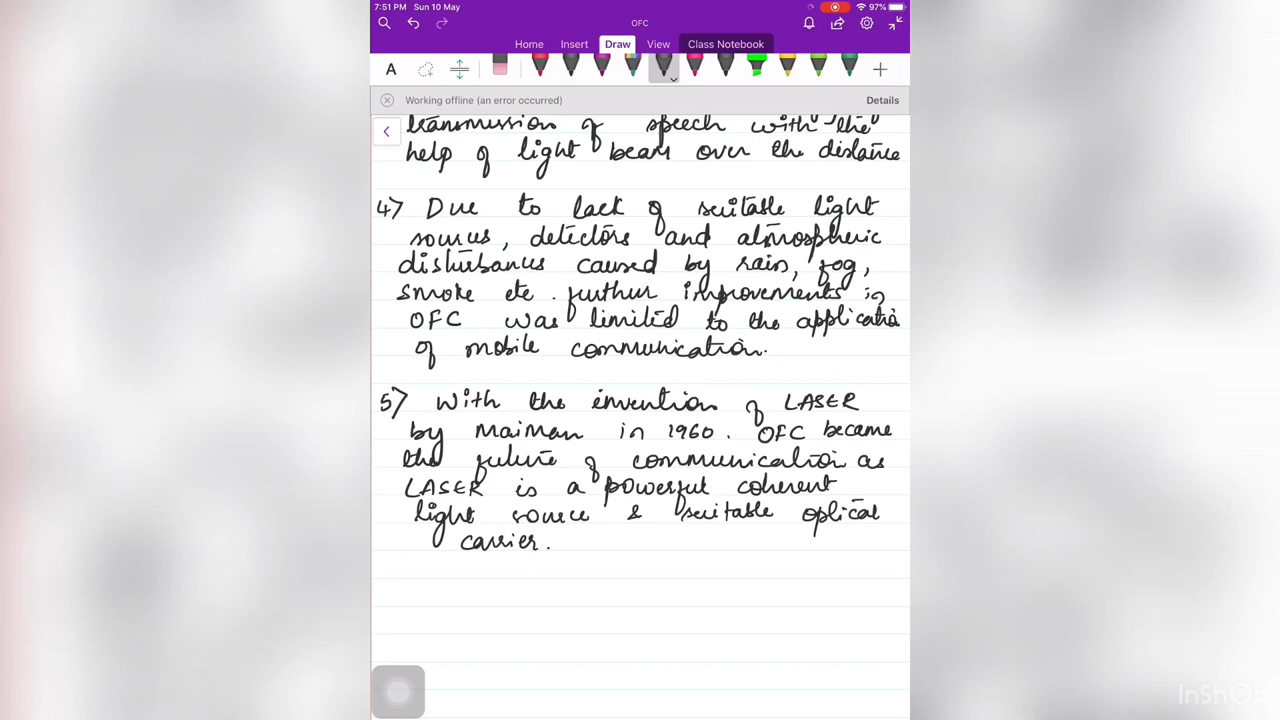 7:51 PM Sun 10 May 97%
OFC
Home Insert Draw View Class Notebook
A
Working offline (an error occurred) Details
transmission of speech with the
help of light beam over the distance
4) Due to lack of suitable light
sources, detectors and atmospheric
disturbances caused by rain, fog,
smoke etc. further improvements in
OFC was limited to the application
of mobile communication.
5) With the invention of LASER
by Maiman in 1960. OFC became
the future of communication as
LASER is a powerful coherent
light source & suitable optical
carrier.
InShOt